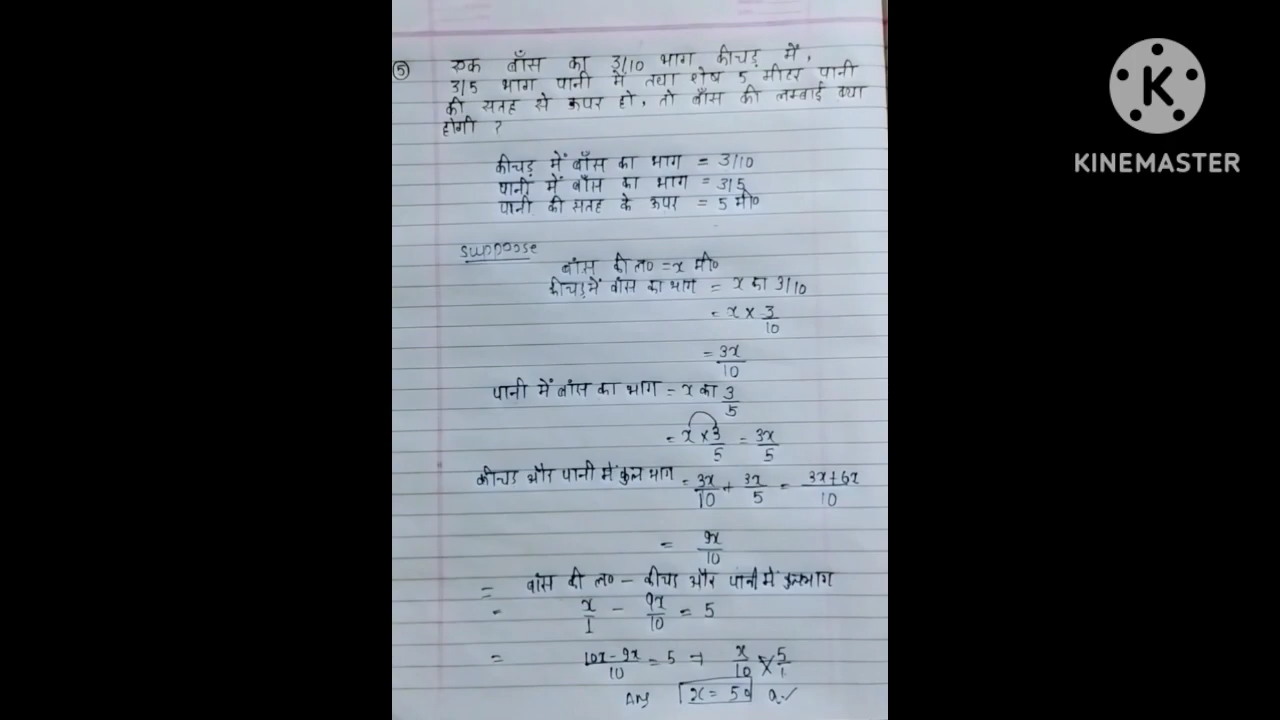 ⑤ एक बाँस का 3/10 भाग कीचड़ में,
3/5 भाग पानी में तथा शेष 5 मीटर पानी
की सतह से ऊपर हो, तो बाँस की लम्बाई क्या
होगी ?
कीचड़ में बाँस का भाग = 3/10
पानी में बाँस का भाग = 3/5
पानी की सतह के ऊपर = 5 मी०
Suppose
बांस की ल० = x मी०
कीचड़ में बांस का भाग = x का 3/10
= x × 3/10
= 3x/10
पानी में बांस का भाग = x का 3/5
= x × 3/5 = 3x/5
कीचड और पानी में कुल भाग = 3x/10 + 3x/5 = 3x+6x/10
= 9x/10
= बांस की ल० – कीचड और पानी में कुलभाग
= x/1 – 9x/10 = 5
= 10x-9x/10 = 5 → x/10 × 5/1
Ans x = 50
K
KINEMASTER